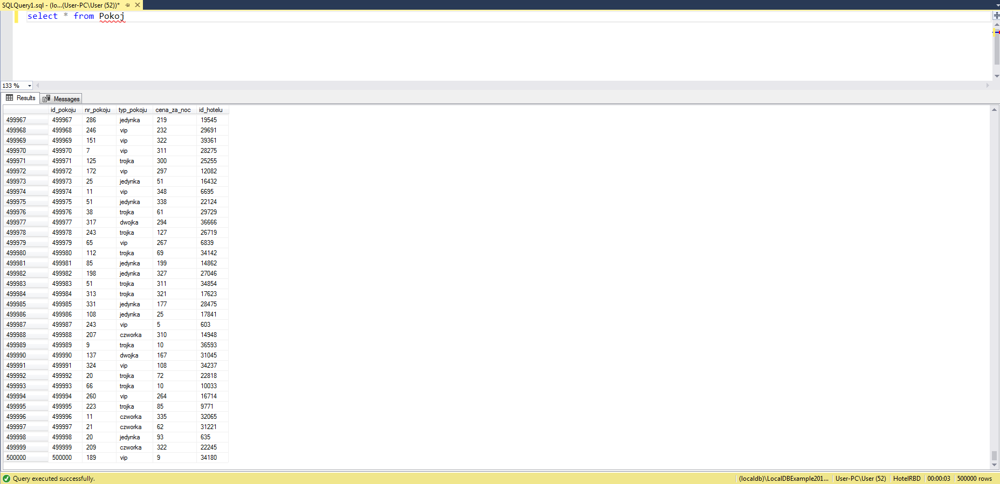 SQLQuery1.sql - (lo...(User-PC\User (52))*
select * from Pokoj
133 %
Results Messages
id_pokoju nr_pokoju typ_pokoju cena_za_noc id_hotelu
499967 499967 286 jedynka 219 19545
499968 499968 246 vip 232 29691
499969 499969 151 vip 322 39361
499970 499970 7 vip 311 28275
499971 499971 125 trojka 300 25255
499972 499972 172 vip 297 12082
499973 499973 25 jedynka 51 16432
499974 499974 11 vip 348 6695
499975 499975 51 jedynka 338 22124
499976 499976 38 trojka 61 29729
499977 499977 317 dwojka 294 36666
499978 499978 243 trojka 127 26719
499979 499979 65 vip 267 6839
499980 499980 112 trojka 69 34142
499981 499981 85 jedynka 199 14862
499982 499982 198 jedynka 327 27046
499983 499983 51 trojka 311 34854
499984 499984 313 trojka 321 17623
499985 499985 331 jedynka 177 28475
499986 499986 108 jedynka 25 17841
499987 499987 243 vip 5 603
499988 499988 207 czworka 310 14948
499989 499989 9 trojka 10 36593
499990 499990 137 dwojka 167 31045
499991 499991 324 vip 108 34237
499992 499992 20 trojka 72 22818
499993 499993 66 trojka 10 10033
499994 499994 260 vip 264 16714
499995 499995 223 trojka 85 9771
499996 499996 11 czworka 335 32065
499997 499997 21 czworka 62 31221
499998 499998 20 jedynka 93 635
499999 499999 209 czworka 322 22245
500000 500000 189 vip 9 34180
Query executed successfully. (localdb)\LocalDBExample201... User-PC\User (52) HotelRBD 00:00:03 500000 rows